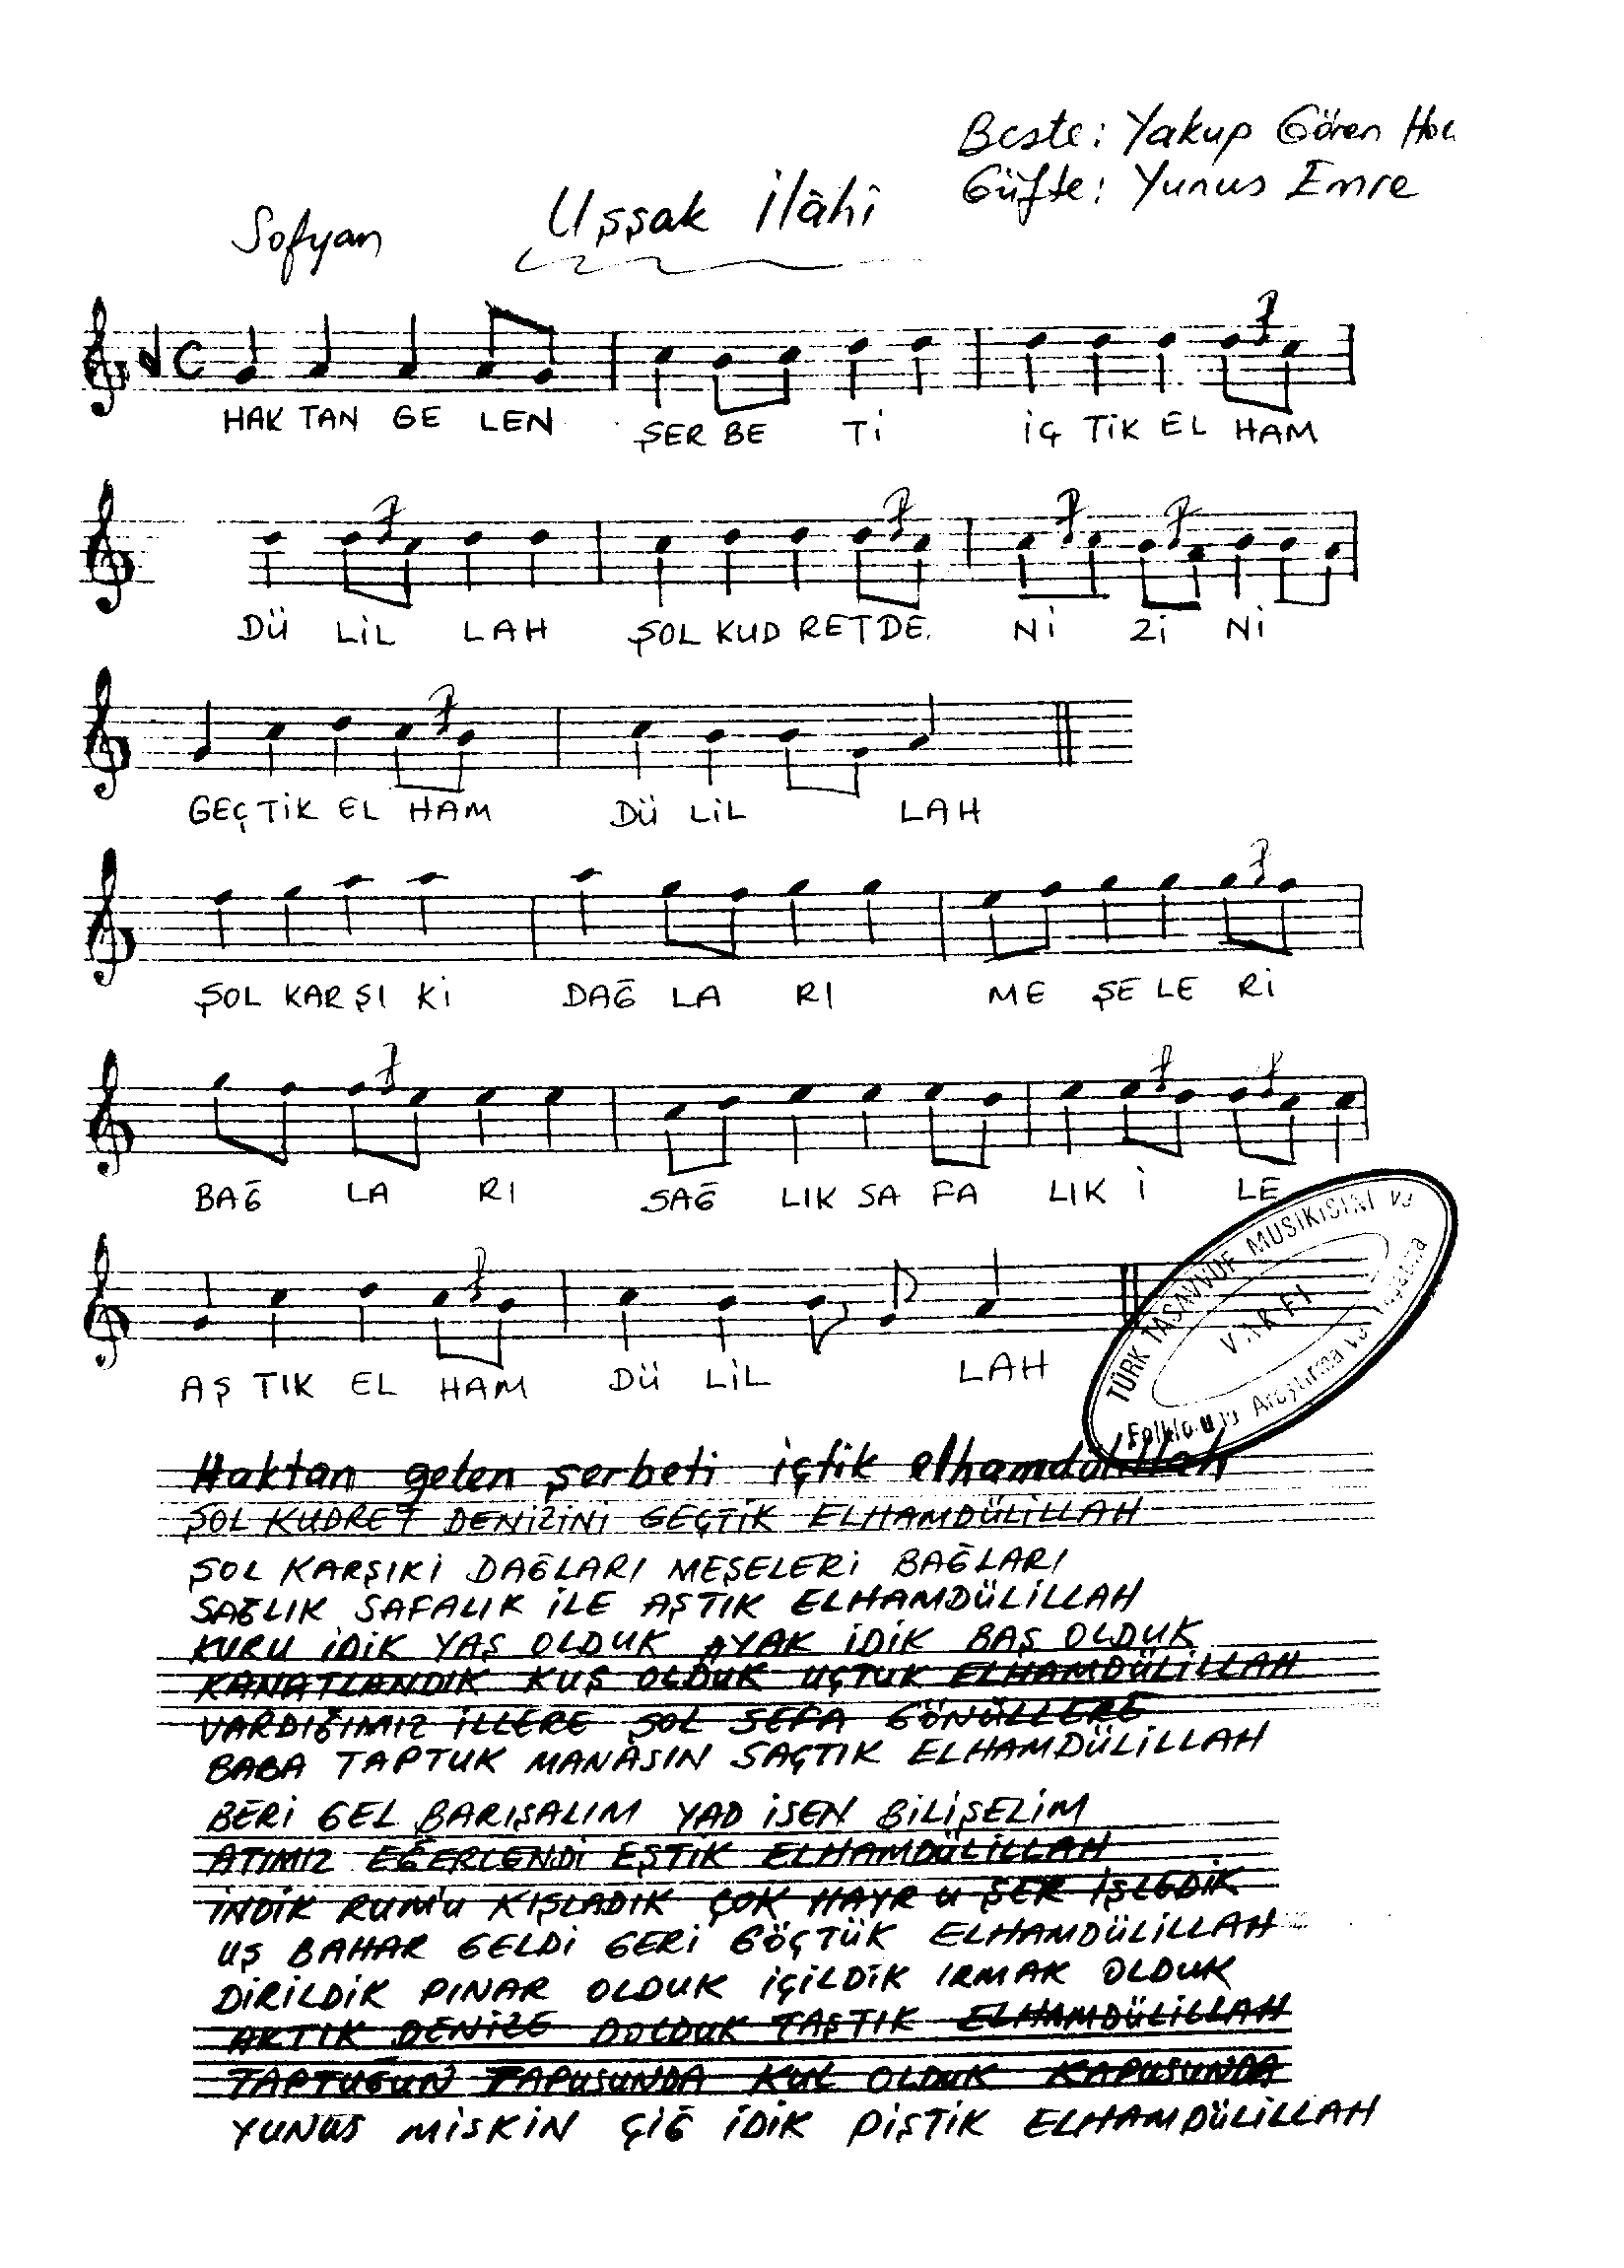 Beste: Yakup Gören Hoc
Güfte: Yunus Emre
Sofyan
Uşşak İlâhî
HAK TAN GE LEN ŞER BE Tİ İÇ TİK EL HAM
DÜ LİL LAH ŞOL KUD RET DE Nİ Zİ Nİ
GEÇ TİK EL HAM DÜ LİL LAH
ŞOL KAR ŞI Kİ DAĞ LA RI ME ŞE LE Rİ
BAĞ LA RI SAĞ LIK SA FA LIK İ LE
AŞ TIK EL HAM DÜ LİL LAH
TÜRK TASAVVUF MUSIKISINI ve
VAKFI
Araştırma ve
Haktan gelen şerbeti içtik elhamdülillah
ŞOL KUDRET DENİZİNİ GEÇTİK ELHAMDÜLİLLAH
ŞOL KARŞIKİ DAĞLARI MEŞELERİ BAĞLARI
SAĞLIK SAFALIK İLE AŞTIK ELHAMDÜLİLLAH
KURU İDİK YAŞ OLDUK AYAK İDİK BAŞ OLDUK
KANATLANDIK KUŞ OLDUK UÇTUK ELHAMDÜLİLLAH
VARDIĞIMIZ İLLERE ŞOL SEFA GÖNÜLLERE
BABA TAPTUK MANÂSIN SAÇTIK ELHAMDÜLİLLAH
BERİ GEL BARIŞALIM YAD İSEN BİLİŞELİM
ATIMIZ EĞERLENDİ EŞTİK ELHAMDÜLİLLAH
İNDİK RUM'U KIŞLADIK ÇOK HAYR U ŞER İŞLEDİK
UŞ BAHAR GELDİ GERİ GÖÇTÜK ELHAMDÜLİLLAH
DİRİLDİK PINAR OLDUK İÇİLDİK IRMAK OLDUK
AKTIK DENİZE DOLDUK TAŞTIK ELHAMDÜLİLLAH
TAPTUĞUN TAPUSUNDA KUL OLDUK KAPUSUNDA
YUNUS MİSKİN ÇİĞ İDİK PİŞTİK ELHAMDÜLİLLAH